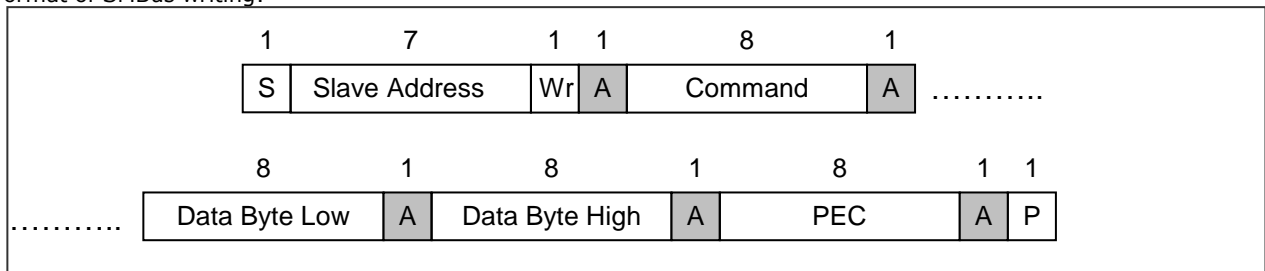 ormat of SMBus writing:
1 7 1 1 8 1
S Slave Address Wr A Command A ...........
8 1 8 1 8 1 1
........... Data Byte Low A Data Byte High A PEC A P